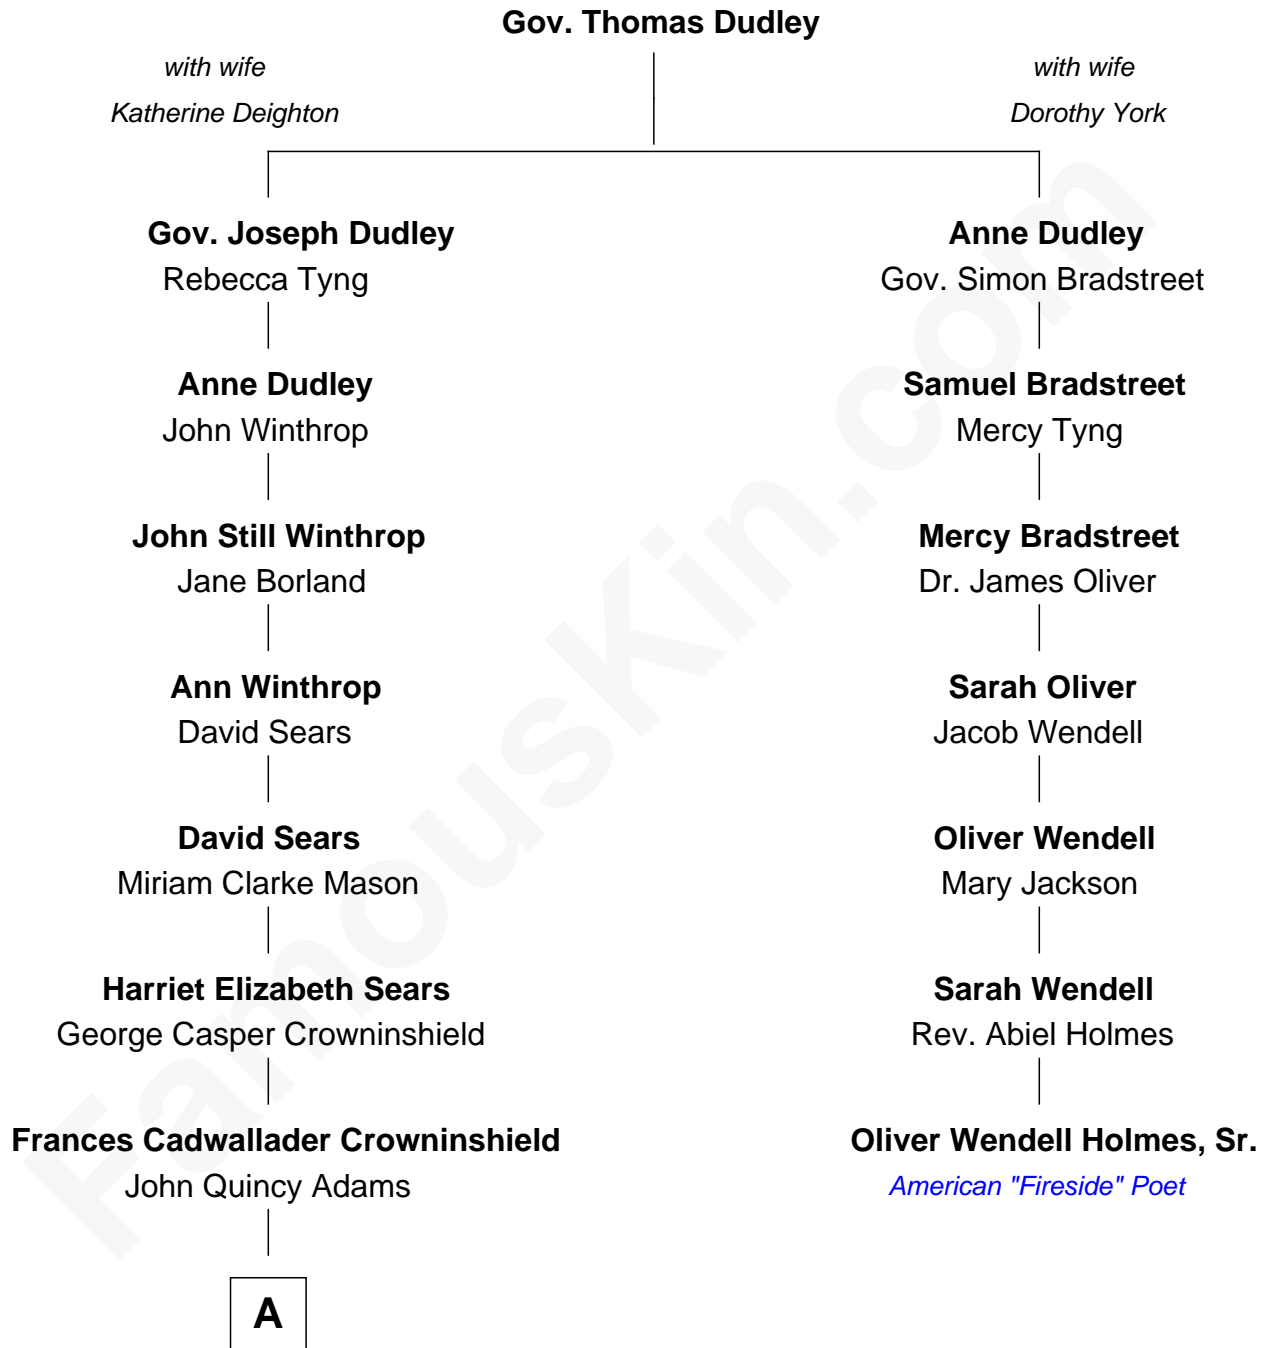 Gov. Thomas Dudley
with wife
Katherine Deighton
with wife
Dorothy York
Gov. Joseph Dudley
Rebecca Tyng
Anne Dudley
Gov. Simon Bradstreet
Anne Dudley
John Winthrop
Samuel Bradstreet
Mercy Tyng
John Still Winthrop
Jane Borland
Mercy Bradstreet
Dr. James Oliver
Ann Winthrop
David Sears
Sarah Oliver
Jacob Wendell
David Sears
Miriam Clarke Mason
Oliver Wendell
Mary Jackson
Harriet Elizabeth Sears
George Casper Crowninshield
Sarah Wendell
Rev. Abiel Holmes
Frances Cadwallader Crowninshield
John Quincy Adams
Oliver Wendell Holmes, Sr.
American "Fireside" Poet
A
FamousKin.com